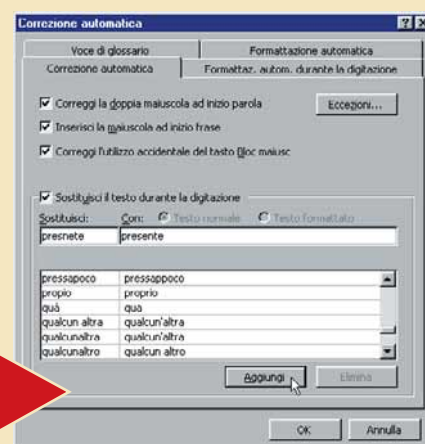 Correzione automatica
Voce di glossario Formattazione automatica
Correzione automatica Formattaz. autom. durante la digitazione
Correggi la doppia maiuscola ad inizio parola Eccezioni...
Inserisci la maiuscola ad inizio frase
Correggi l'utilizzo accidentale del tasto Bloc maiusc
Sostituisci il testo durante la digitazione
Sostituisci: Con: Testo normale Testo formattato
presnete presente
pressapoco pressappoco
propio proprio
quà qua
qualcun altra qualcun'altra
qualcunaltra qualcun'altra
qualcunaltro qualcun altro
Aggiungi Elimina
OK Annulla